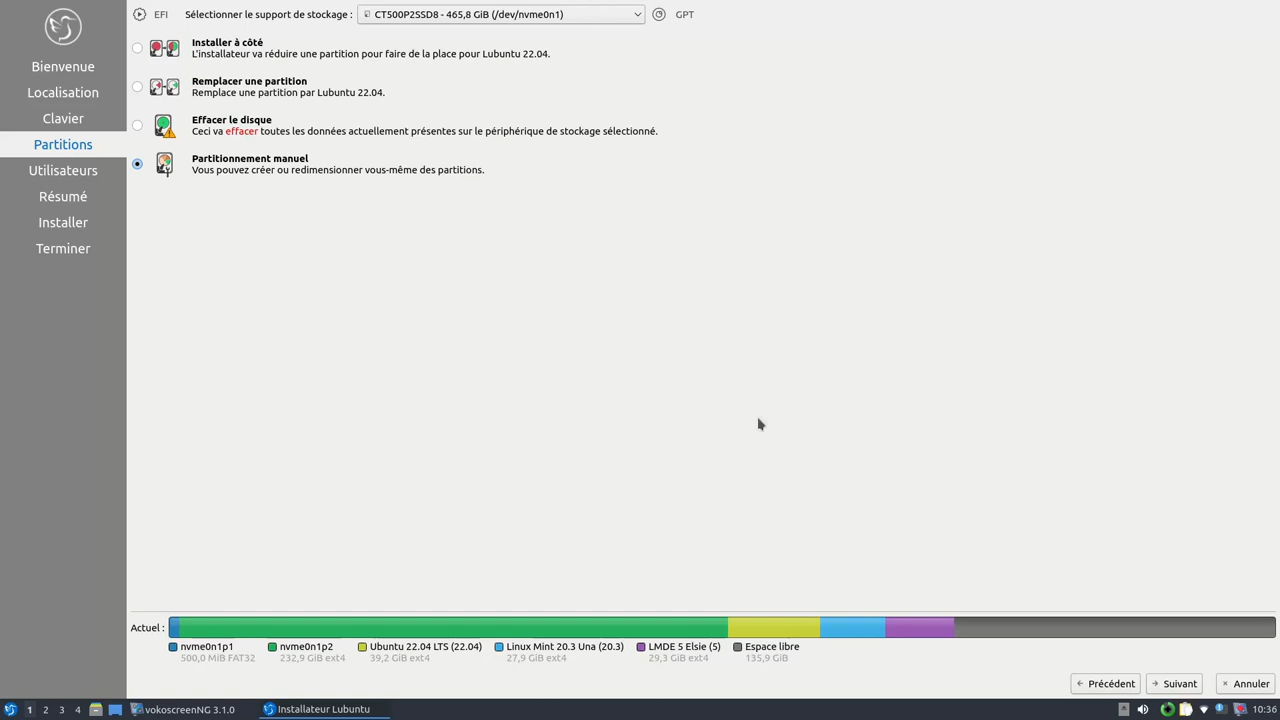 EFI Sélectionner le support de stockage : CT500P2SSD8 - 465,8 GiB (/dev/nvme0n1) GPT
Bienvenue
Localisation
Clavier
Partitions
Utilisateurs
Résumé
Installer
Terminer
Installer à côté
L'installateur va réduire une partition pour faire de la place pour Lubuntu 22.04.
Remplacer une partition
Remplace une partition par Lubuntu 22.04.
Effacer le disque
Ceci va effacer toutes les données actuellement présentes sur le périphérique de stockage sélectionné.
Partitionnement manuel
Vous pouvez créer ou redimensionner vous-même des partitions.
Actuel :
nvme0n1p1 nvme0n1p2 Ubuntu 22.04 LTS (22.04) Linux Mint 20.3 Una (20.3) LMDE 5 Elsie (5) Espace libre
500,0 MiB FAT32 232,9 GiB ext4 39,2 GiB ext4 27,9 GiB ext4 29,3 GiB ext4 135,9 GiB
Précédent Suivant Annuler
1 2 3 4 vokoscreenNG 3.1.0 Installateur Lubuntu 10:36